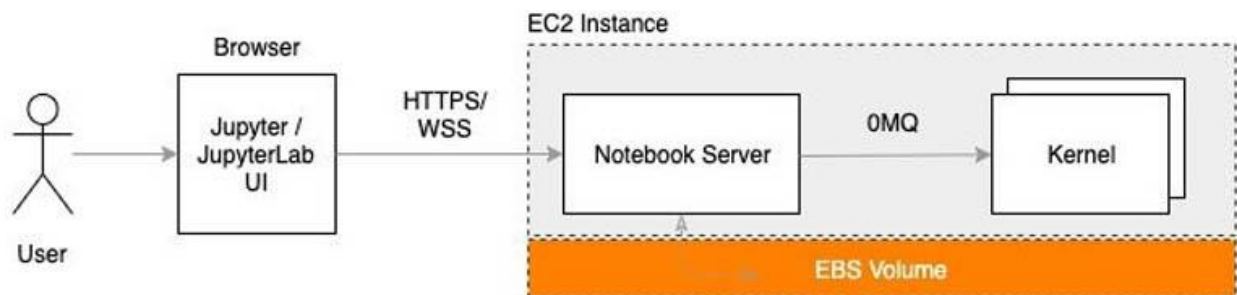 EC2 Instance
Browser
HTTPS/
WSS
Jupyter /
JupyterLab
UI
Notebook Server
0MQ
Kernel
User
EBS Volume